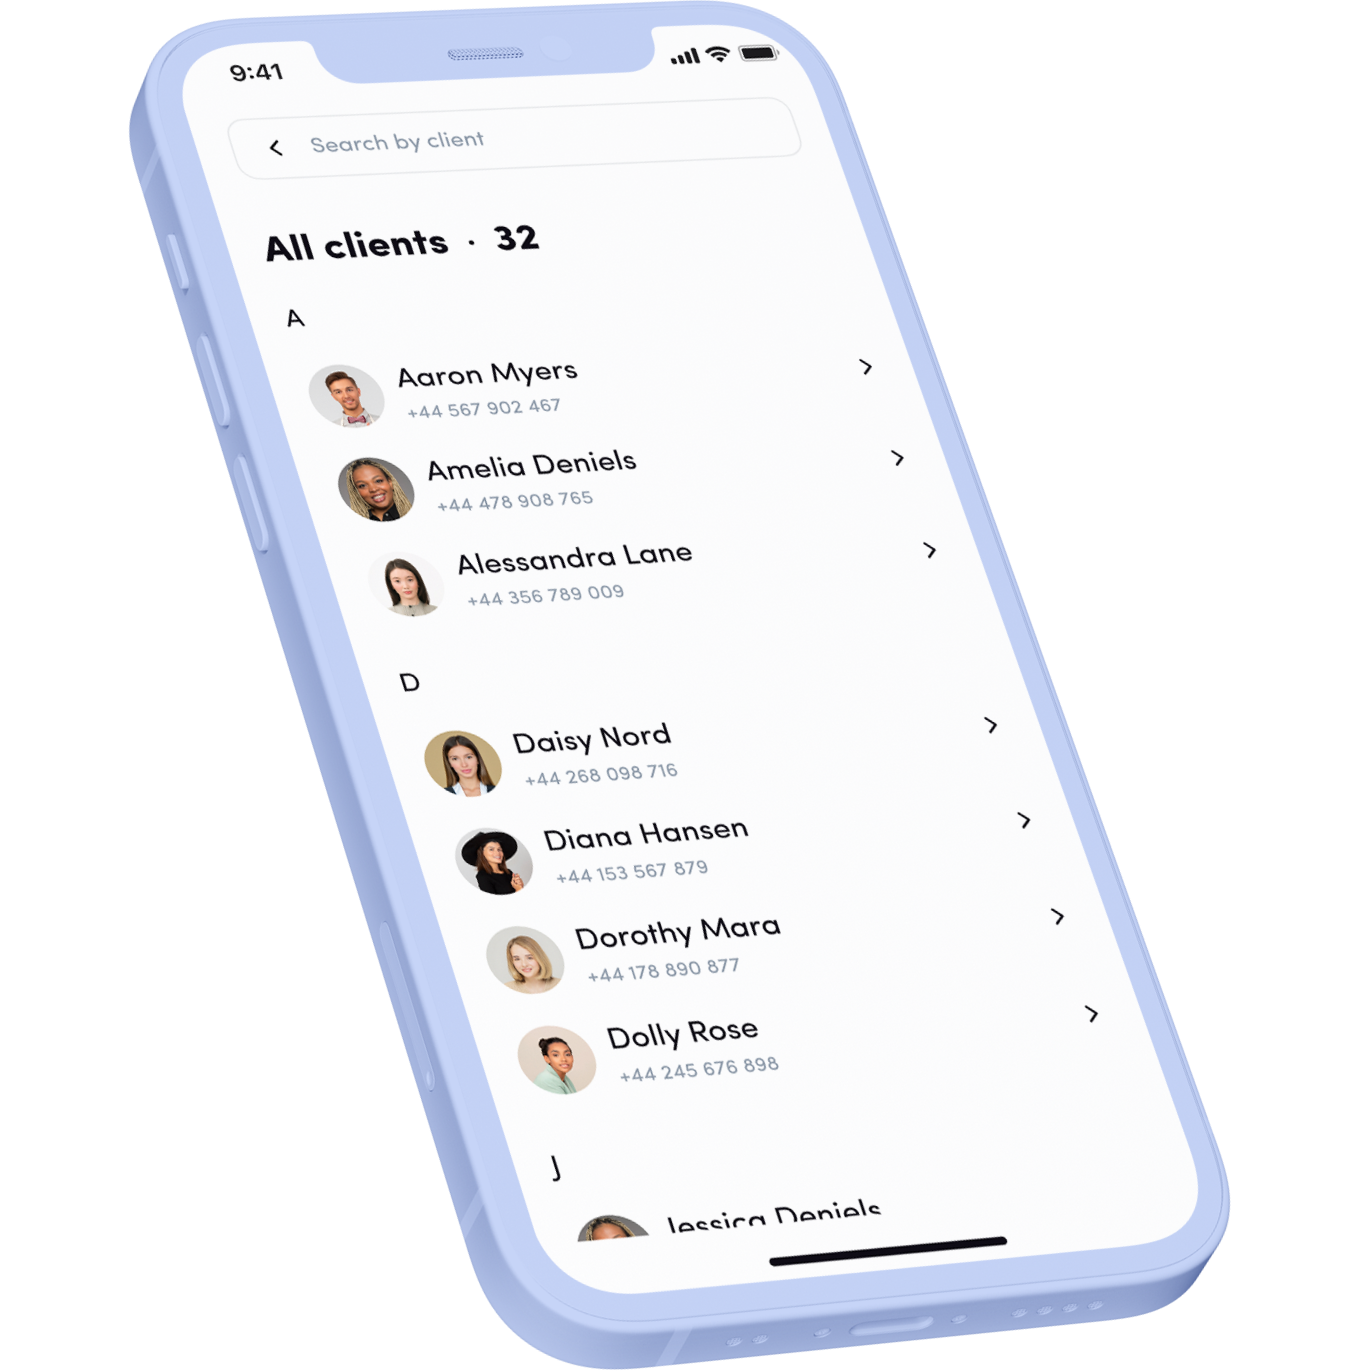 9:41
Search by client
All clients · 32
A
Aaron Myers
+44 567 902 467
Amelia Deniels
+44 478 908 765
Alessandra Lane
+44 356 789 009
D
Daisy Nord
+44 268 098 716
Diana Hansen
+44 153 567 879
Dorothy Mara
+44 178 890 877
Dolly Rose
+44 245 676 898
J
Jessica Deniels